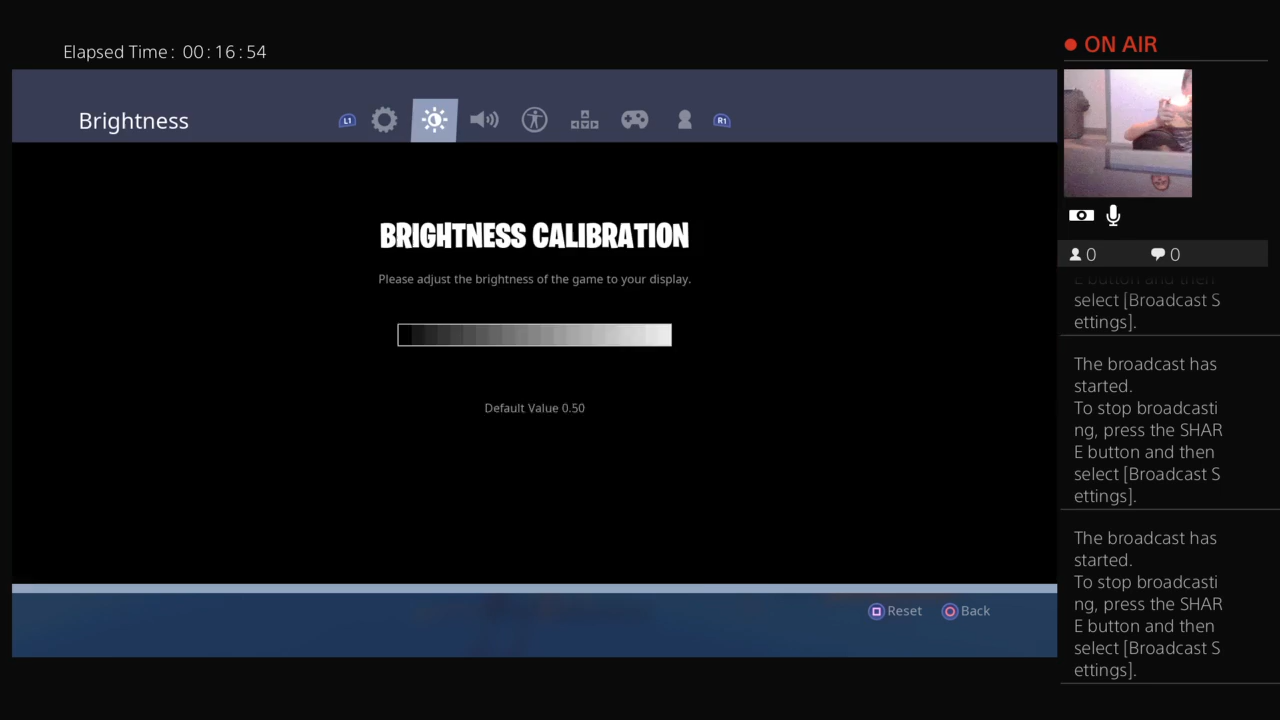 Elapsed Time: 00:16:54
ON AIR
Brightness
L1
R1
BRIGHTNESS CALIBRATION
Please adjust the brightness of the game to your display.
Default Value 0.50
Reset
Back
0
0
E button and then
select [Broadcast S
ettings].
The broadcast has
started.
To stop broadcasti
ng, press the SHAR
E button and then
select [Broadcast S
ettings].
The broadcast has
started.
To stop broadcasti
ng, press the SHAR
E button and then
select [Broadcast S
ettings].